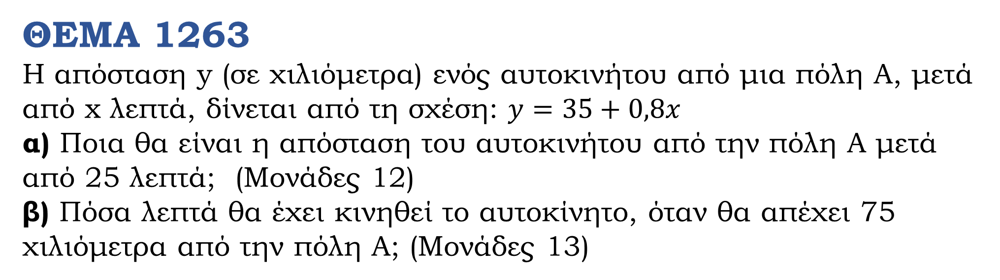 ΘΕΜΑ 1263
Η απόσταση y (σε χιλιόμετρα) ενός αυτοκινήτου από μια πόλη Α, μετά
από x λεπτά, δίνεται από τη σχέση: y = 35 + 0,8x
α) Ποια θα είναι η απόσταση του αυτοκινήτου από την πόλη Α μετά
από 25 λεπτά; (Μονάδες 12)
β) Πόσα λεπτά θα έχει κινηθεί το αυτοκίνητο, όταν θα απέχει 75
χιλιόμετρα από την πόλη Α; (Μονάδες 13)